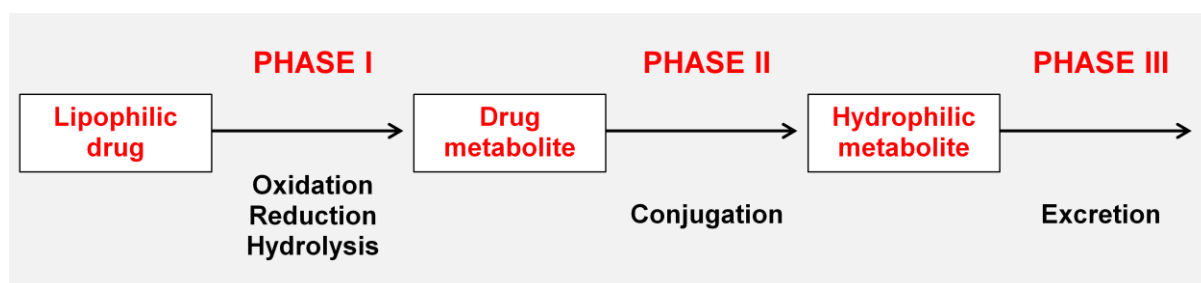 PHASE I
PHASE II
PHASE III
Lipophilic
drug
Drug
metabolite
Hydrophilic
metabolite
Oxidation
Reduction
Hydrolysis
Conjugation
Excretion